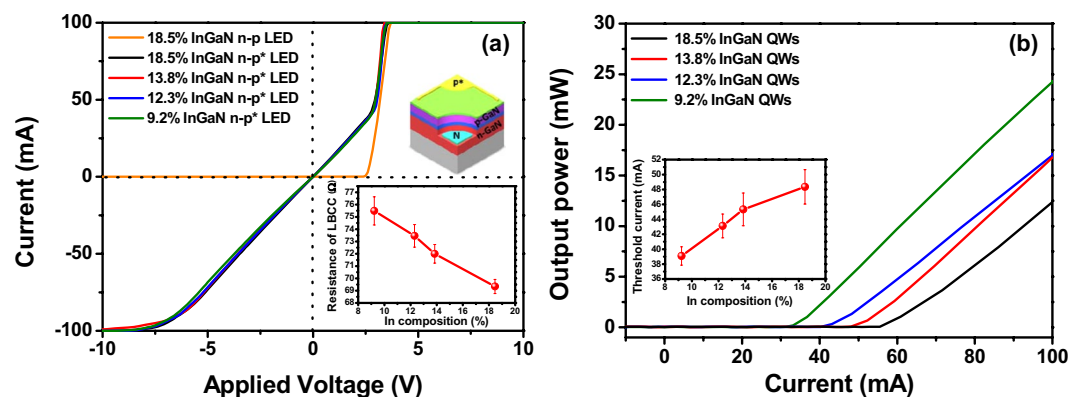 (a)
18.5% InGaN n-p LED
18.5% InGaN n-p* LED
13.8% InGaN n-p* LED
12.3% InGaN n-p* LED
9.2% InGaN n-p* LED
Current (mA)
100
50
0
-50
-100
-10
-5
0
5
10
Applied Voltage (V)
P*
p-GaN
N
n-GaN
Resistance of LBCC (Ω)
77
76
75
74
73
72
71
70
69
68
8 10 12 14 16 18 20
In composition (%)
(b)
18.5% InGaN QWs
13.8% InGaN QWs
12.3% InGaN QWs
9.2% InGaN QWs
Output power (mW)
30
25
20
15
10
5
0
0 20 40 60 80 100
Current (mA)
Threshold current (mA)
52
50
48
46
44
42
40
38
36
8 10 12 14 16 18 20
In composition (%)